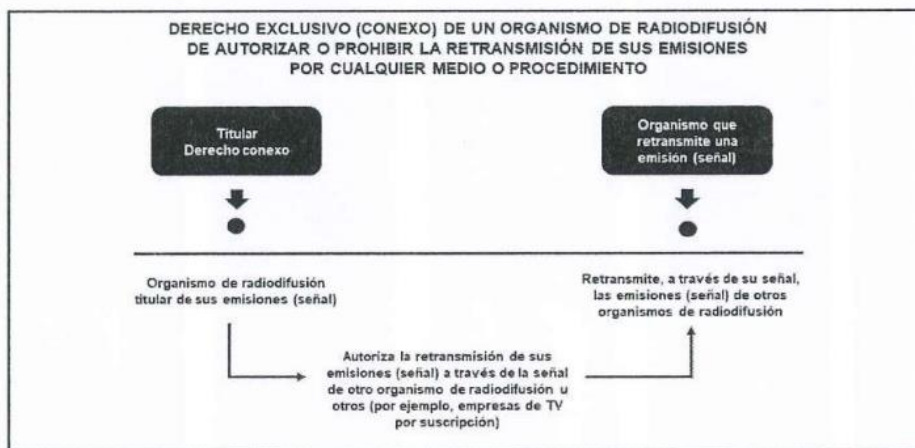 DERECHO EXCLUSIVO (CONEXO) DE UN ORGANISMO DE RADIODIFUSIÓN
DE AUTORIZAR O PROHIBIR LA RETRANSMISIÓN DE SUS EMISIONES
POR CUALQUIER MEDIO O PROCEDIMIENTO
Titular
Derecho conexo
Organismo que
retransmite una
emisión (señal)
Organismo de radiodifusión
titular de sus emisiones (señal)
Retransmite, a través de su señal,
las emisiones (señal) de otros
organismos de radiodifusión
Autoriza la retransmisión de sus
emisiones (señal) a través de la señal
de otro organismo de radiodifusión u
otros (por ejemplo, empresas de TV
por suscripción)